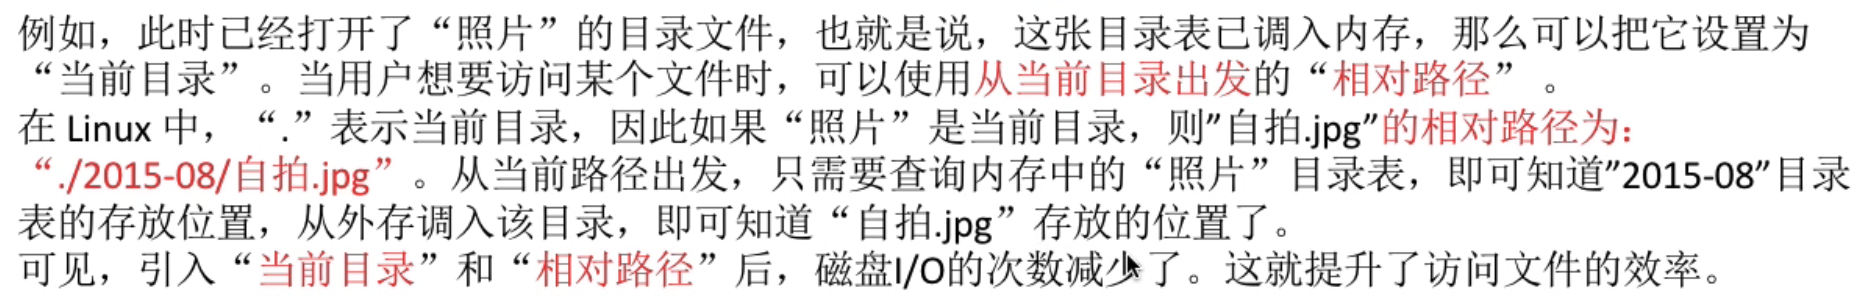 例如，此时已经打开了“照片”的目录文件，也就是说，这张目录表已调入内存，那么可以把它设置为
“当前目录”。当用户想要访问某个文件时，可以使用从当前目录出发的“相对路径”。
在 Linux 中，“.”表示当前目录，因此如果“照片”是当前目录，则”自拍.jpg”的相对路径为：
“./2015-08/自拍.jpg”。从当前路径出发，只需要查询内存中的“照片”目录表，即可知道”2015-08”目录
表的存放位置，从外存调入该目录，即可知道“自拍.jpg”存放的位置了。
可见，引入“当前目录”和“相对路径”后，磁盘I/O的次数减少了。这就提升了访问文件的效率。